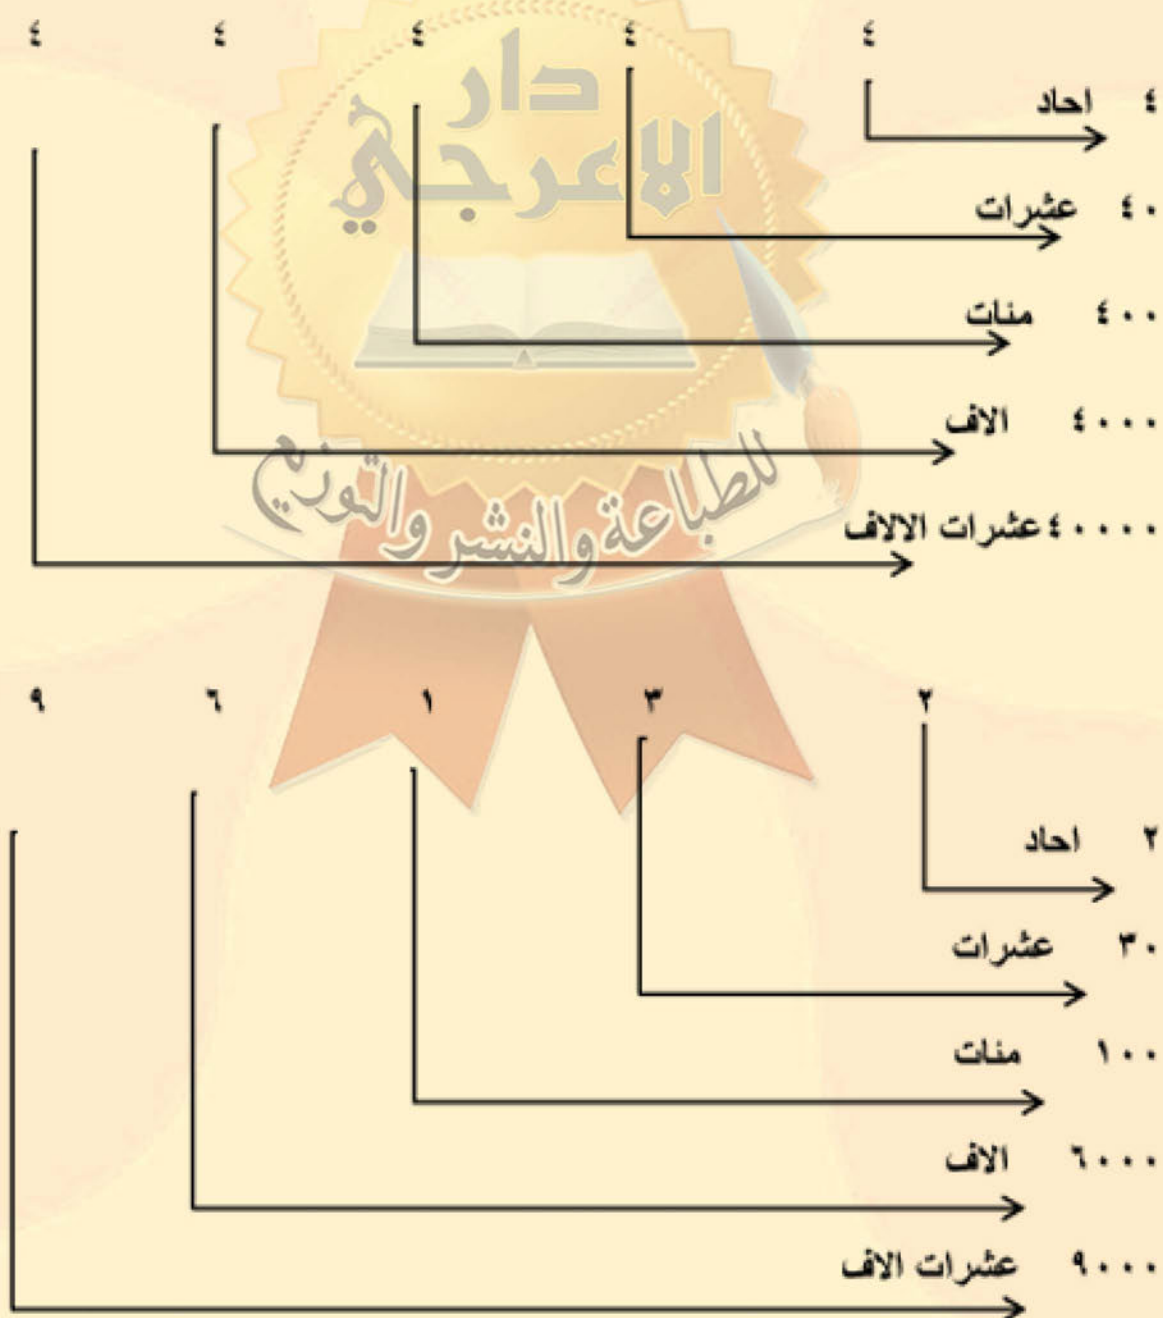 ٤ ٤ ٤ ٤ ٤
٤ احاد
٤٠ عشرات
٤٠٠ مئات
٤٠٠٠ الاف
٤٠٠٠٠ عشرات الالاف
دار
الاعرجي
للطباعة والنشر والتوزيع
٩ ٦ ١ ٣ ٢
٢ احاد
٣٠ عشرات
١٠٠ مئات
٦٠٠٠ الاف
٩٠٠٠ عشرات الاف